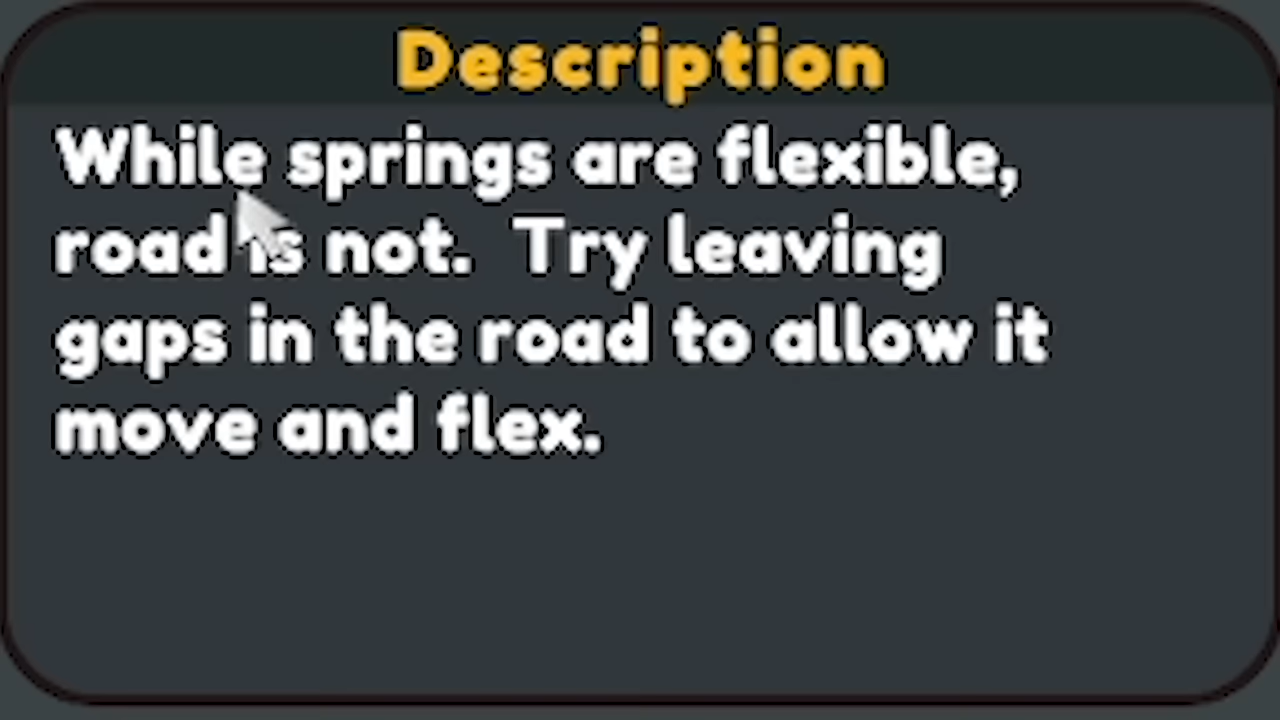 Description
While springs are flexible,
road is not.  Try leaving
gaps in the road to allow it
move and flex.